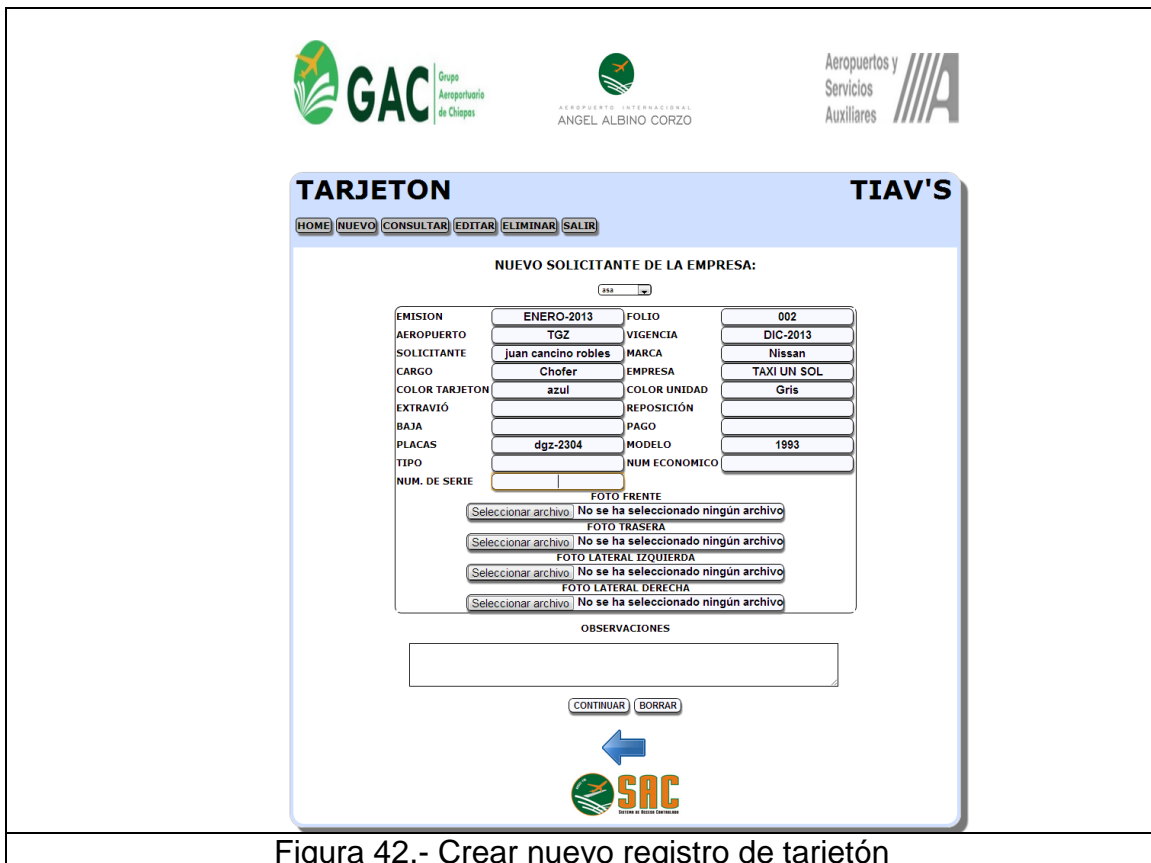 GAC Grupo
Aeroportuario
de Chiapas
AEROPUERTO INTERNACIONAL
ANGEL ALBINO CORZO
Aeropuertos y
Servicios
Auxiliares
TARJETON TIAV'S
HOME NUEVO CONSULTAR EDITAR ELIMINAR SALIR
NUEVO SOLICITANTE DE LA EMPRESA:
asa
EMISION ENERO-2013 FOLIO 002
AEROPUERTO TGZ VIGENCIA DIC-2013
SOLICITANTE juan cancino robles MARCA Nissan
CARGO Chofer EMPRESA TAXI UN SOL
COLOR TARJETON azul COLOR UNIDAD Gris
EXTRAVIÓ REPOSICIÓN
BAJA PAGO
PLACAS dgz-2304 MODELO 1993
TIPO NUM ECONOMICO
NUM. DE SERIE
FOTO FRENTE
Seleccionar archivo No se ha seleccionado ningún archivo
FOTO TRASERA
Seleccionar archivo No se ha seleccionado ningún archivo
FOTO LATERAL IZQUIERDA
Seleccionar archivo No se ha seleccionado ningún archivo
FOTO LATERAL DERECHA
Seleccionar archivo No se ha seleccionado ningún archivo
OBSERVACIONES
CONTINUAR BORRAR
SAC
SISTEMA DE ACCESO CONTROLADO
Figura 42.- Crear nuevo registro de tarjetón